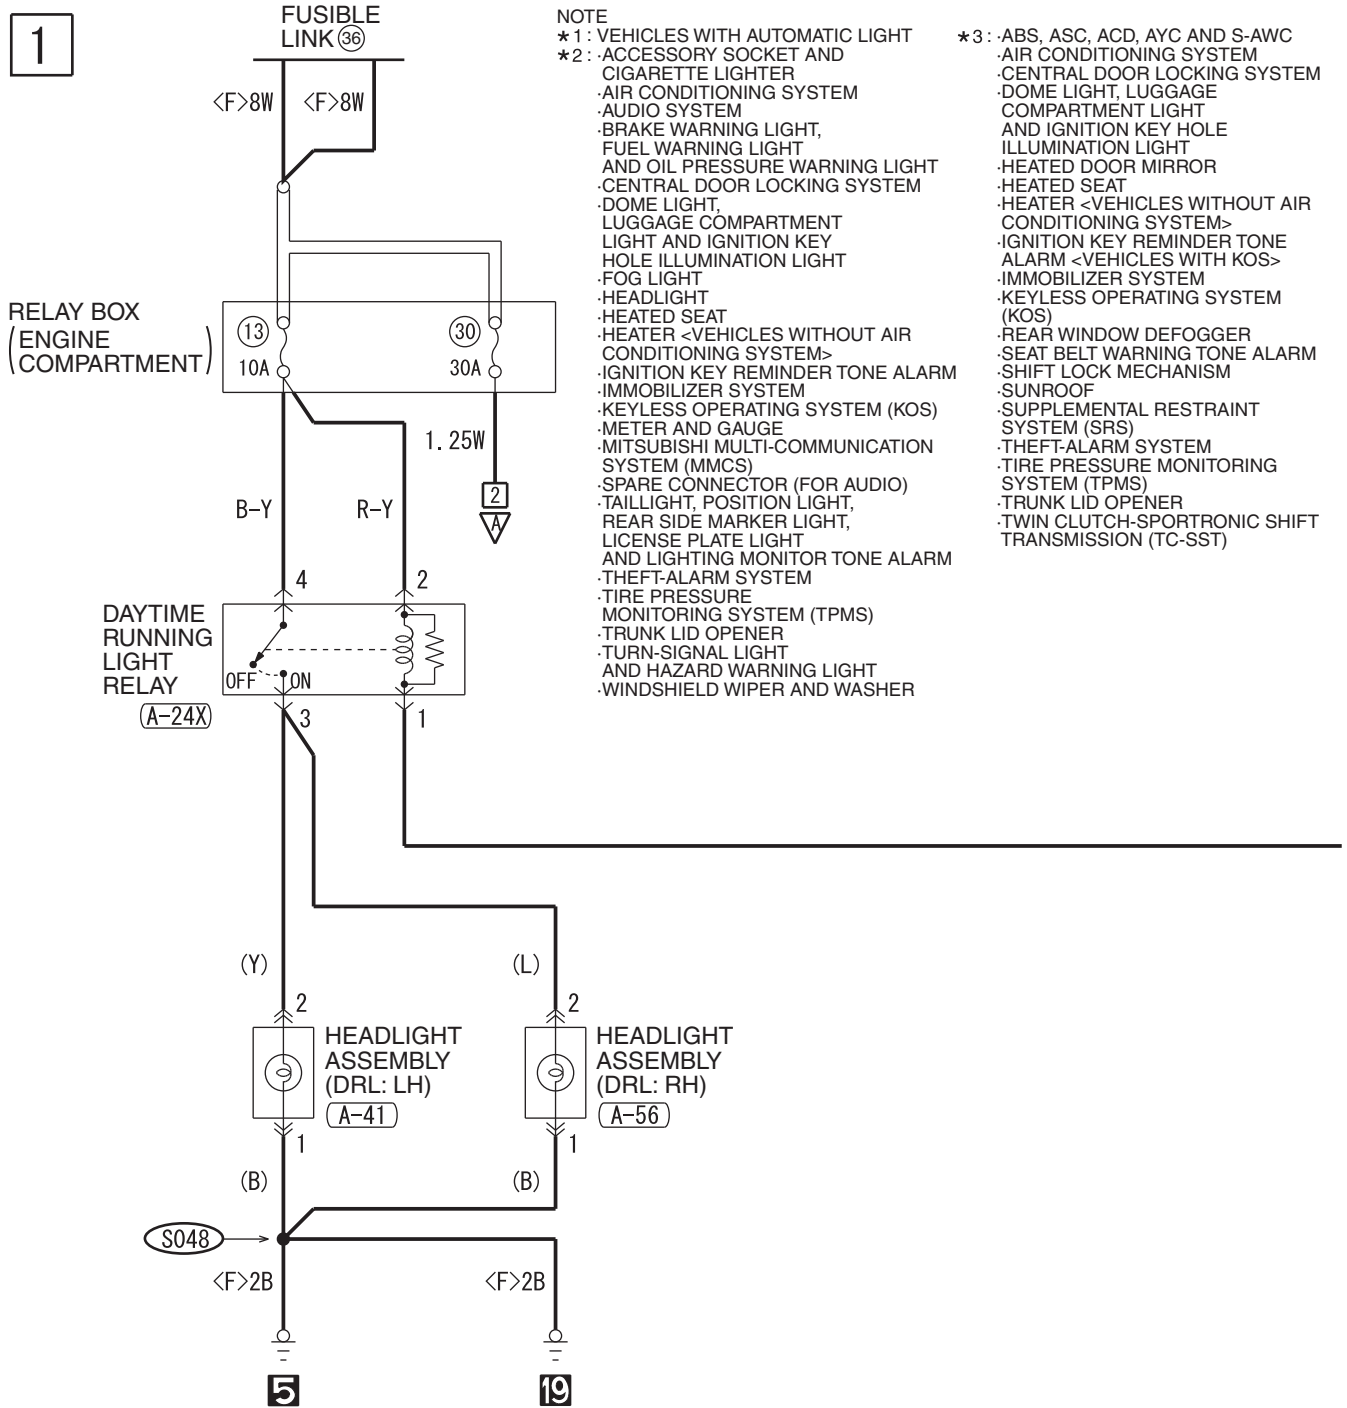 1
FUSIBLE
LINK 36
<F>8W <F>8W
RELAY BOX
(ENGINE
COMPARTMENT)
13
10A
30
30A
1.25W
2
A
B-Y
R-Y
4
2
DAYTIME
RUNNING
LIGHT
RELAY
A-24X
OFF
ON
3
1
(Y)
(L)
2
HEADLIGHT
ASSEMBLY
(DRL: LH)
A-41
1
2
HEADLIGHT
ASSEMBLY
(DRL: RH)
A-56
1
(B)
(B)
S048
<F>2B
<F>2B
5
19
NOTE
*1: VEHICLES WITH AUTOMATIC LIGHT
*2: ·ACCESSORY SOCKET AND
CIGARETTE LIGHTER
·AIR CONDITIONING SYSTEM
·AUDIO SYSTEM
·BRAKE WARNING LIGHT,
FUEL WARNING LIGHT
AND OIL PRESSURE WARNING LIGHT
·CENTRAL DOOR LOCKING SYSTEM
·DOME LIGHT,
LUGGAGE COMPARTMENT
LIGHT AND IGNITION KEY
HOLE ILLUMINATION LIGHT
·FOG LIGHT
·HEADLIGHT
·HEATED SEAT
·HEATER <VEHICLES WITHOUT AIR
CONDITIONING SYSTEM>
·IGNITION KEY REMINDER TONE ALARM
·IMMOBILIZER SYSTEM
·KEYLESS OPERATING SYSTEM (KOS)
·METER AND GAUGE
·MITSUBISHI MULTI-COMMUNICATION
SYSTEM (MMCS)
·SPARE CONNECTOR (FOR AUDIO)
·TAILLIGHT, POSITION LIGHT,
REAR SIDE MARKER LIGHT,
LICENSE PLATE LIGHT
AND LIGHTING MONITOR TONE ALARM
·THEFT-ALARM SYSTEM
·TIRE PRESSURE
MONITORING SYSTEM (TPMS)
·TRUNK LID OPENER
·TURN-SIGNAL LIGHT
AND HAZARD WARNING LIGHT
·WINDSHIELD WIPER AND WASHER
*3: ·ABS, ASC, ACD, AYC AND S-AWC
·AIR CONDITIONING SYSTEM
·CENTRAL DOOR LOCKING SYSTEM
·DOME LIGHT, LUGGAGE
COMPARTMENT LIGHT
AND IGNITION KEY HOLE
ILLUMINATION LIGHT
·HEATED DOOR MIRROR
·HEATED SEAT
·HEATER <VEHICLES WITHOUT AIR
CONDITIONING SYSTEM>
·IGNITION KEY REMINDER TONE
ALARM <VEHICLES WITH KOS>
·IMMOBILIZER SYSTEM
·KEYLESS OPERATING SYSTEM
(KOS)
·REAR WINDOW DEFOGGER
·SEAT BELT WARNING TONE ALARM
·SHIFT LOCK MECHANISM
·SUNROOF
·SUPPLEMENTAL RESTRAINT
SYSTEM (SRS)
·THEFT-ALARM SYSTEM
·TIRE PRESSURE MONITORING
SYSTEM (TPMS)
·TRUNK LID OPENER
·TWIN CLUTCH-SPORTRONIC SHIFT
TRANSMISSION (TC-SST)